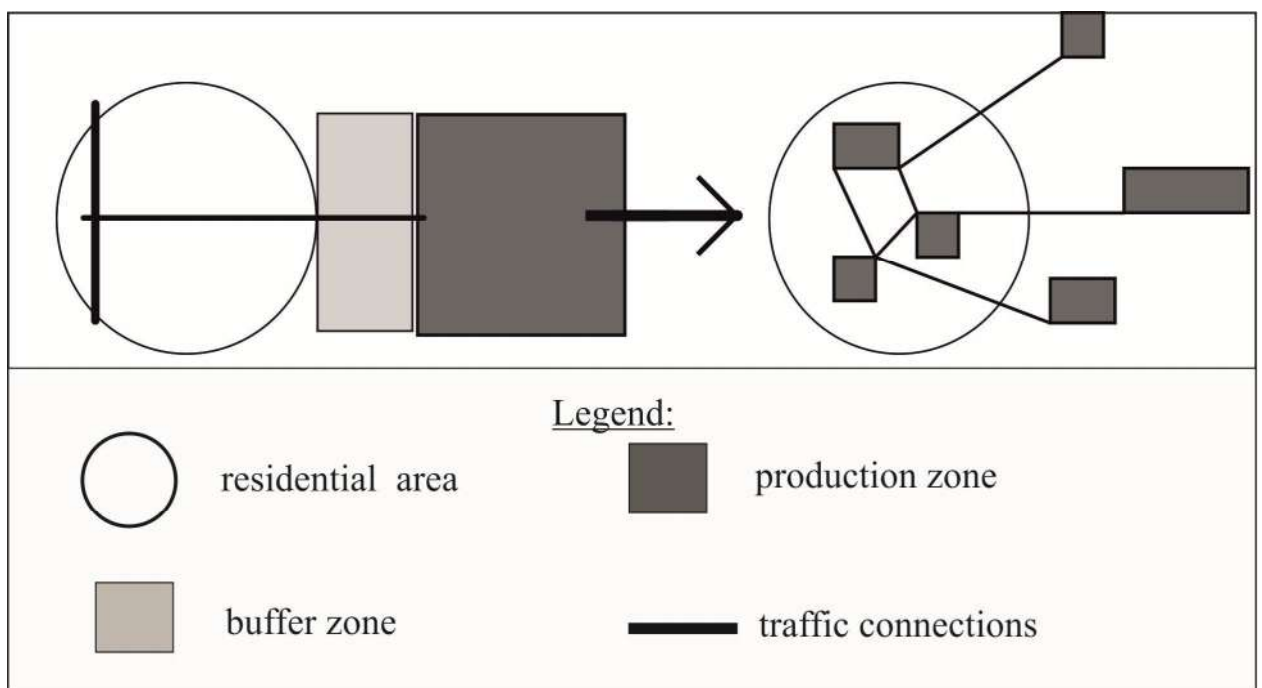 Legend:
residential area
production zone
buffer zone
traffic connections